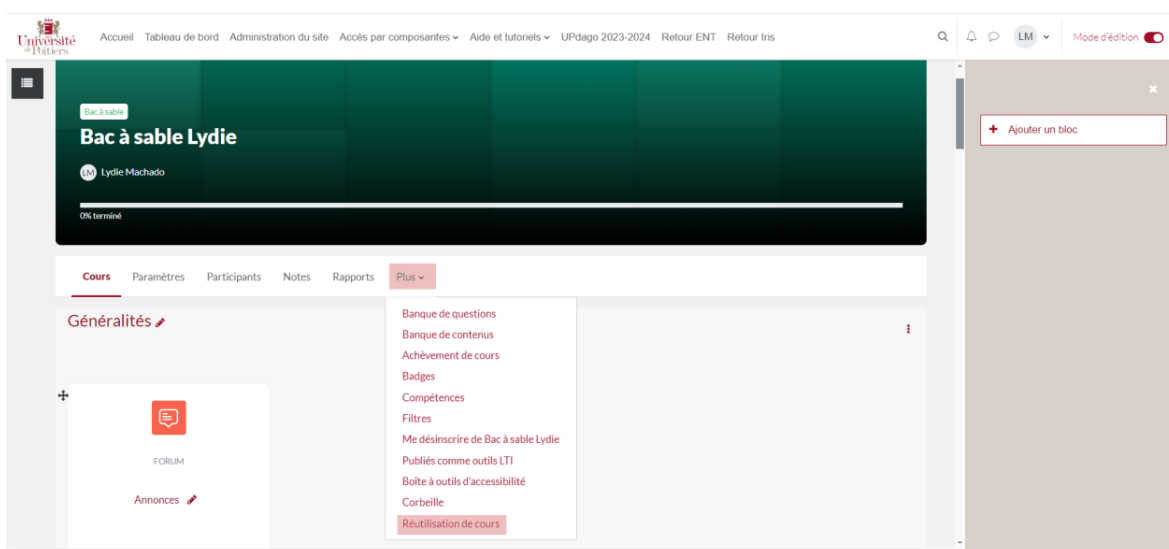 Université
de Poitiers
Accueil Tableau de bord Administration du site Accès par composantes Aide et tutoriels UPdago 2023-2024 Retour ENT Retour Iris
LM
Mode d'édition
Bac à sable
Bac à sable Lydie
LM Lydie Machado
0% terminé
+ Ajouter un bloc
Cours Paramètres Participants Notes Rapports Plus
Généralités
Banque de questions
Banque de contenus
Achèvement de cours
Badges
Compétences
Filtres
Me désinscrire de Bac à sable Lydie
Publiés comme outils LTI
Boîte à outils d'accessibilité
Corbeille
Réutilisation de cours
FORUM
Annonces